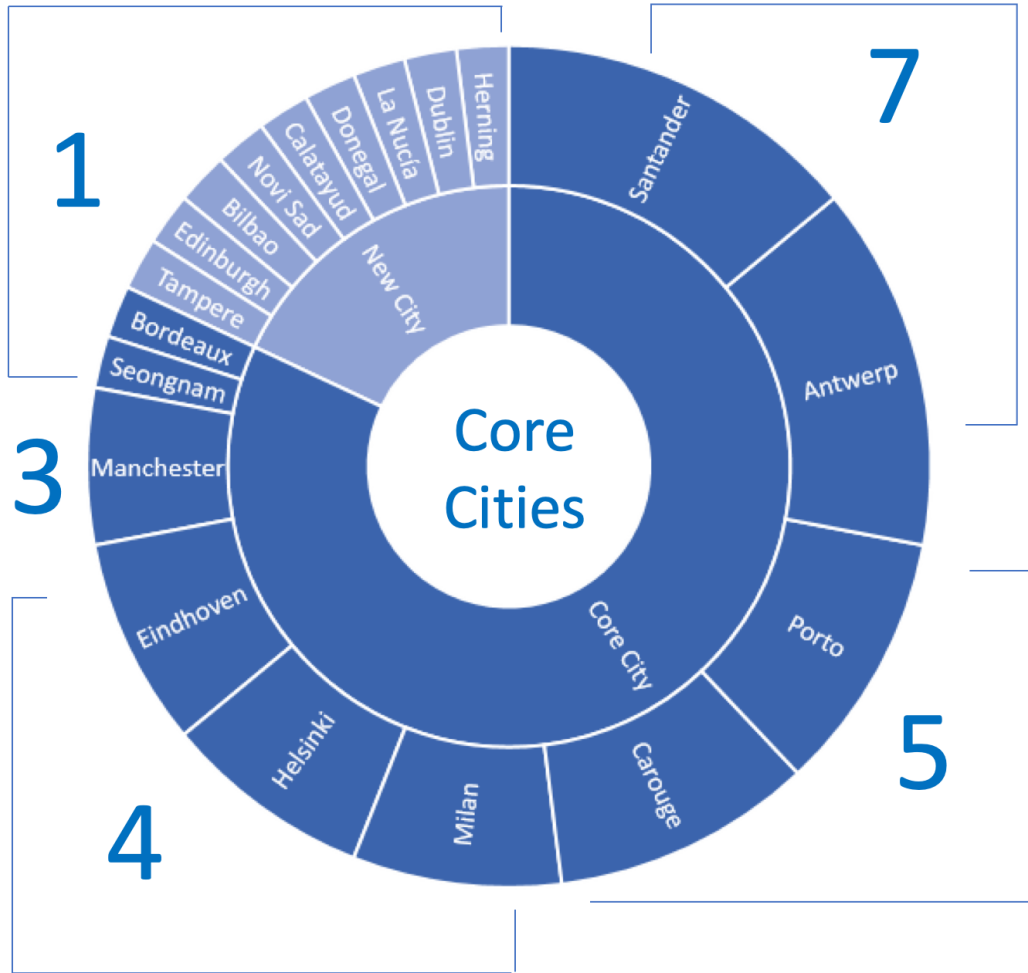 7
1
3
4
5
Core
Cities
Core City
New City
Santander
Antwerp
Porto
Carouge
Milan
Helsinki
Eindhoven
Manchester
Seongnam
Bordeaux
Tampere
Edinburgh
Bilbao
Novi Sad
Calatayud
Donegal
La Nucía
Dublin
Herning